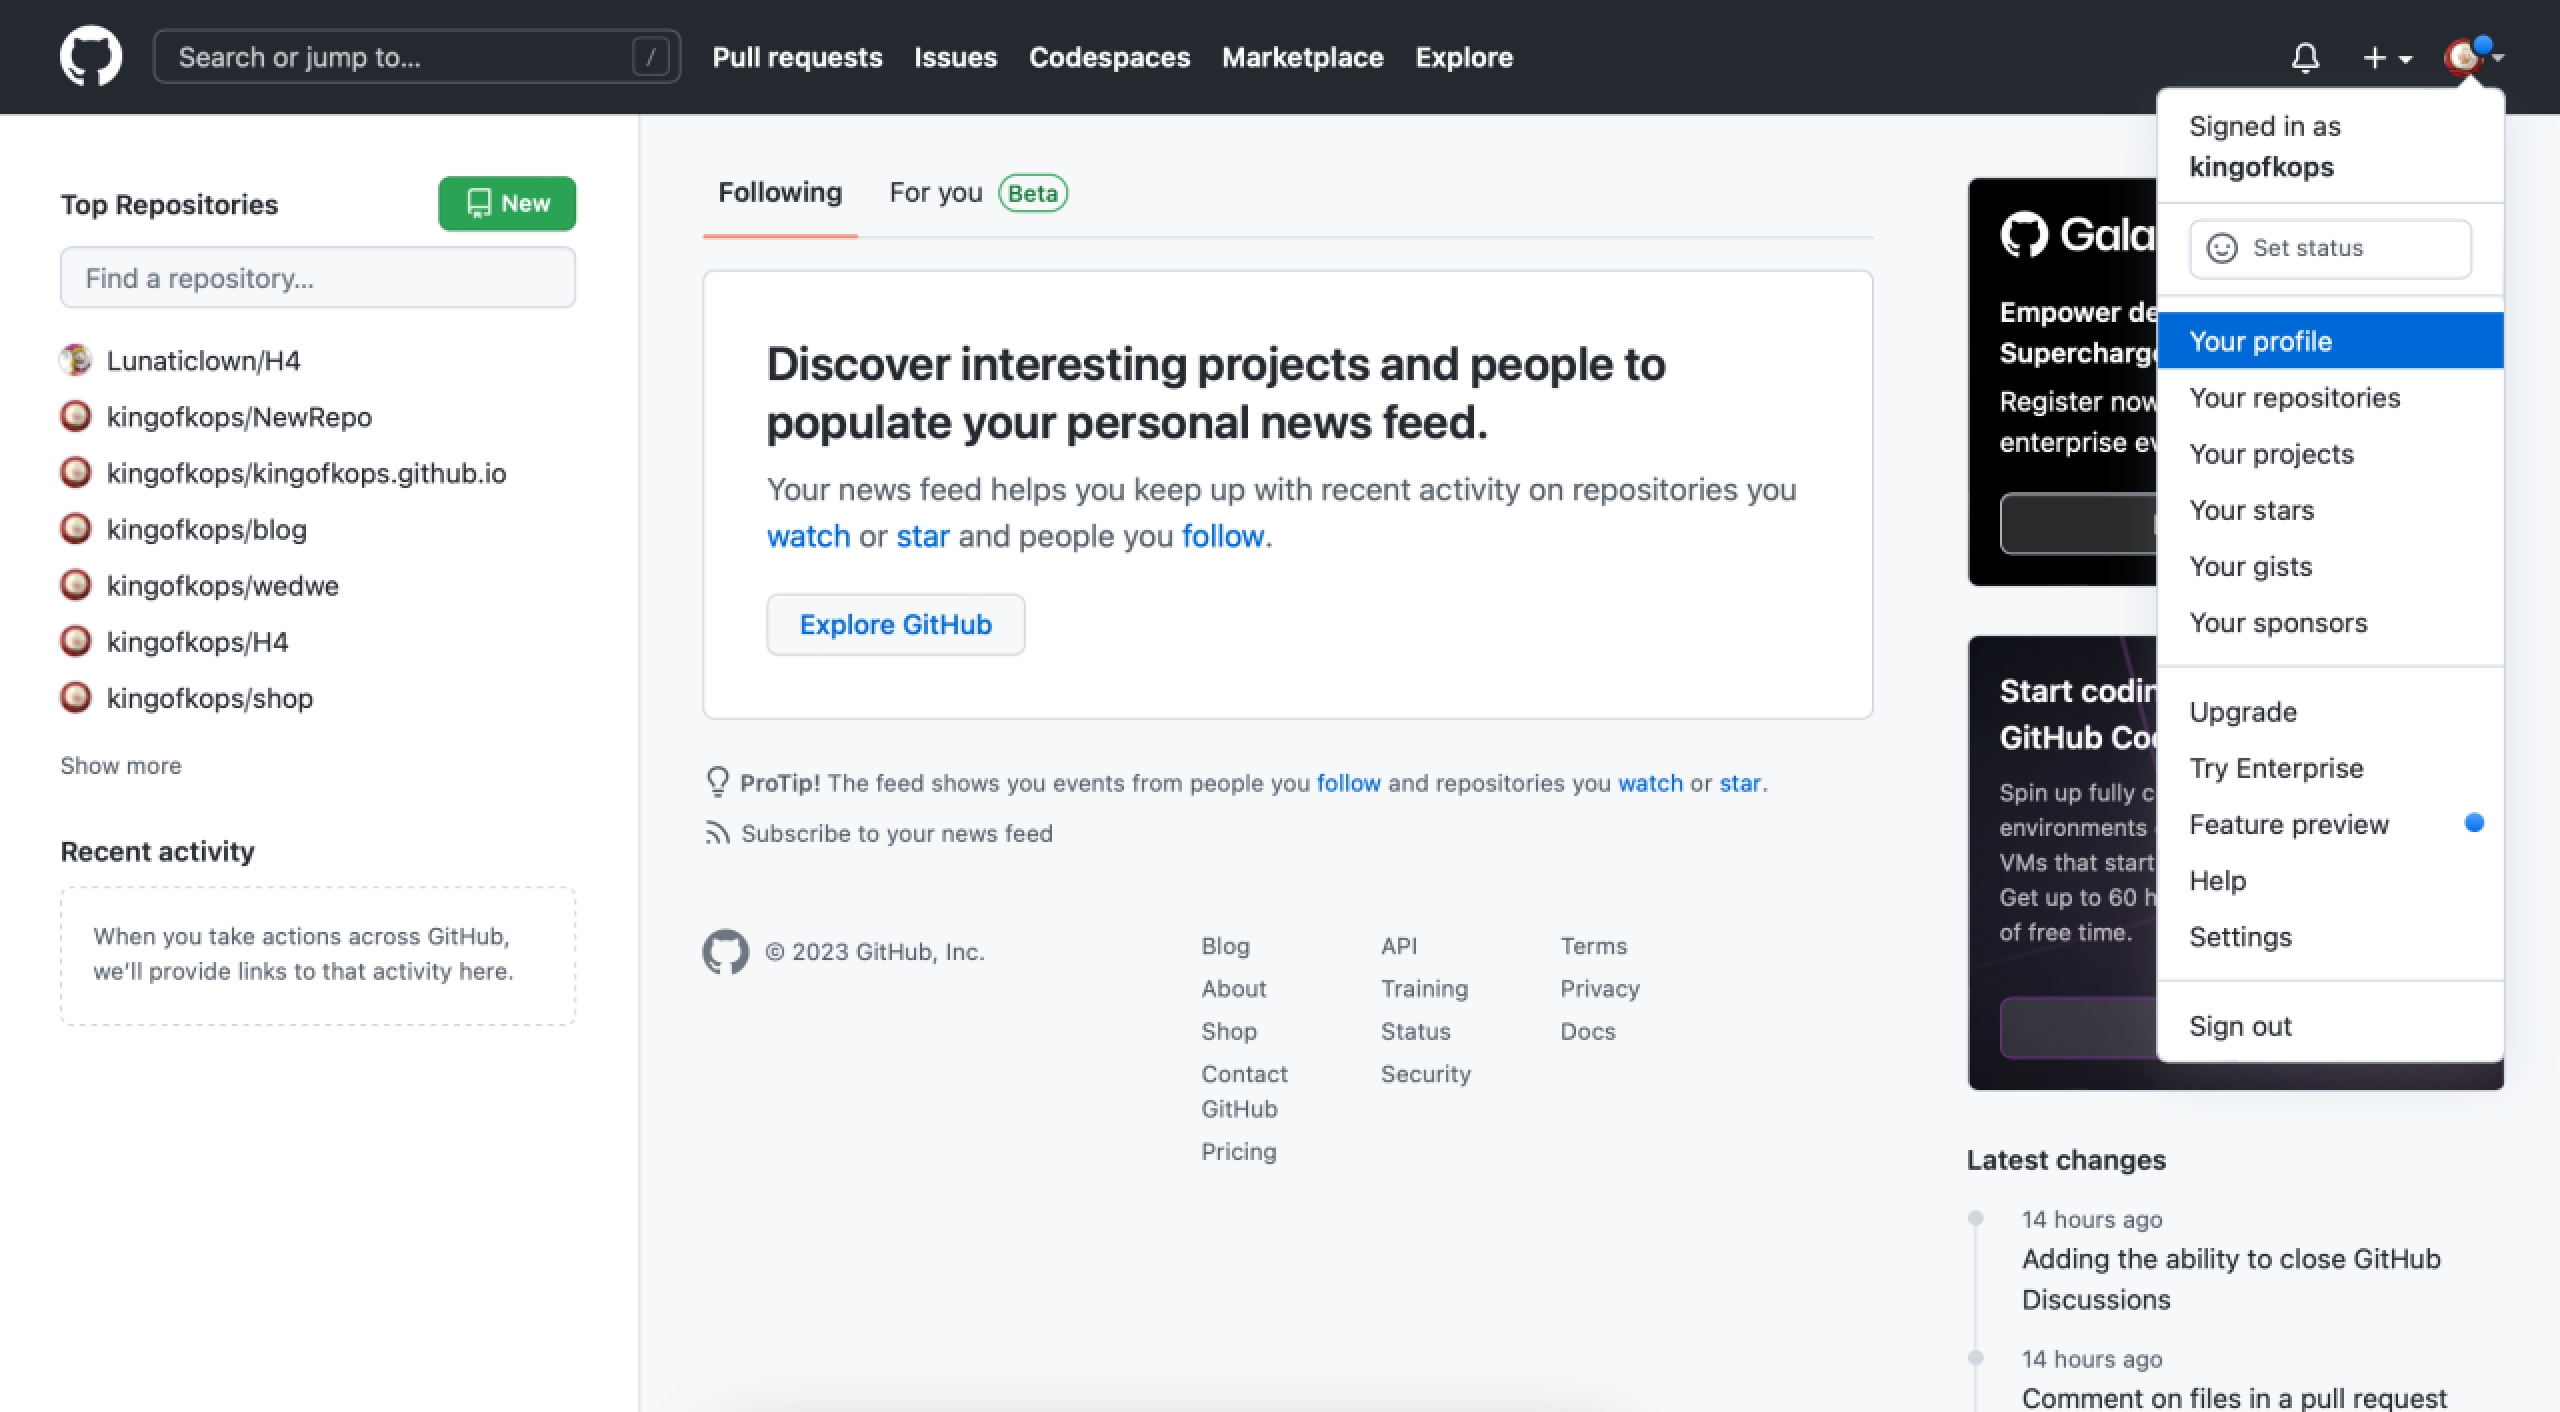 Search or jump to... /
Pull requests
Issues
Codespaces
Marketplace
Explore
Top Repositories
New
Find a repository...
Lunaticlown/H4
kingofkops/NewRepo
kingofkops/kingofkops.github.io
kingofkops/blog
kingofkops/wedwe
kingofkops/H4
kingofkops/shop
Show more
Recent activity
When you take actions across GitHub,
we'll provide links to that activity here.
Following
For you Beta
Discover interesting projects and people to
populate your personal news feed.
Your news feed helps you keep up with recent activity on repositories you
watch or star and people you follow.
Explore GitHub
ProTip! The feed shows you events from people you follow and repositories you watch or star.
Subscribe to your news feed
© 2023 GitHub, Inc.
Blog
About
Shop
Contact
GitHub
Pricing
API
Training
Status
Security
Terms
Privacy
Docs
Gala
Empower de
Supercharge
Register now
enterprise ev
Start codin
GitHub Co
Spin up fully c
environments
VMs that start
Get up to 60 h
of free time.
Signed in as
kingofkops
Set status
Your profile
Your repositories
Your projects
Your stars
Your gists
Your sponsors
Upgrade
Try Enterprise
Feature preview
Help
Settings
Sign out
Latest changes
14 hours ago
Adding the ability to close GitHub
Discussions
14 hours ago
Comment on files in a pull request